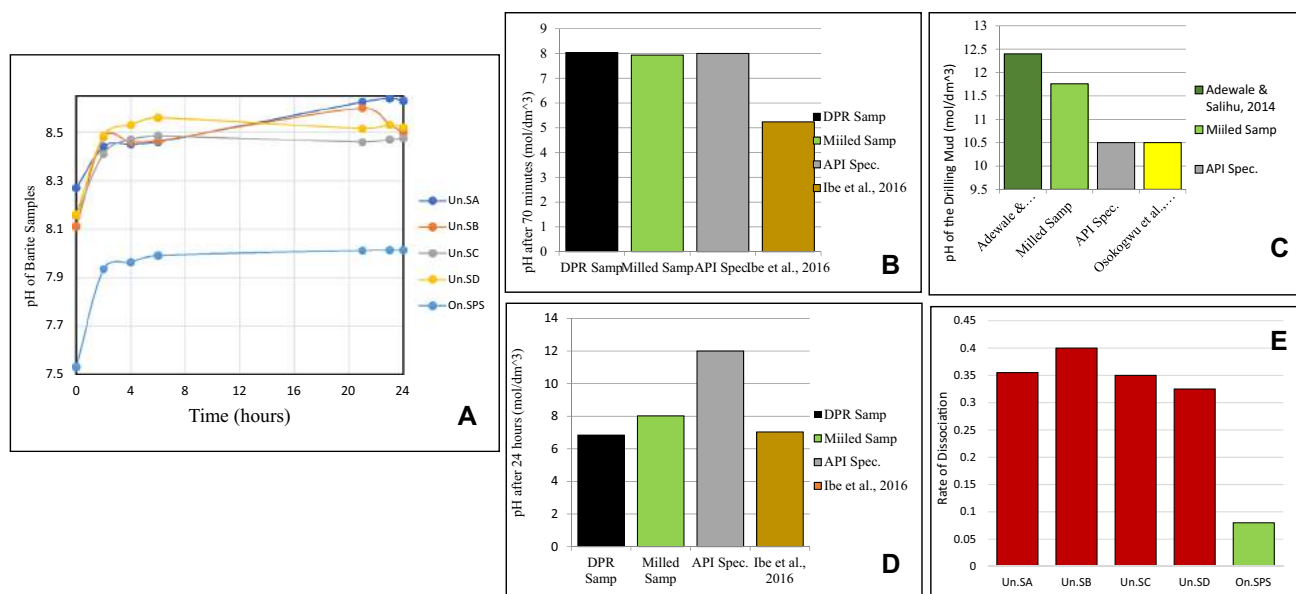 pH of Barite Samples
8.5
8.3
8.1
7.9
7.7
7.5
0
4
8
12
16
21
24
Time (hours)
Un.SA
Un.SB
Un.SC
Un.SD
On.SPS
A
pH after 70 minutes (mol/dm^3)
9
8
7
6
5
4
3
2
1
0
DPR Samp
Milled Samp
API Spec.
Ibe et al., 2016
DPR Samp
Miiled Samp
API Spec.
Ibe et al., 2016
B
pH of the Drilling Mud (mol/dm^3)
13
12.5
12
11.5
11
10.5
10
9.5
Adewale &...
Milled Samp
API Spec.
Osokogwu et al.,...
Adewale &
Salihu, 2014
Miiled Samp
API Spec.
C
pH after 24 hours (mol/dm^3)
14
12
10
8
6
4
2
0
DPR
Samp
Milled
Samp
API Spec.
Ibe et al.,
2016
DPR Samp
Miiled Samp
API Spec.
Ibe et al., 2016
D
Rate of Dissociation
0.45
0.4
0.35
0.3
0.25
0.2
0.15
0.1
0.05
0
Un.SA
Un.SB
Un.SC
Un.SD
On.SPS
E